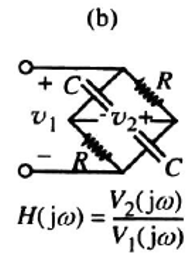 (b)
+
C
R
v₁
- v₂ +
−
R
C
H(jω) = V₂(jω) / V₁(jω)